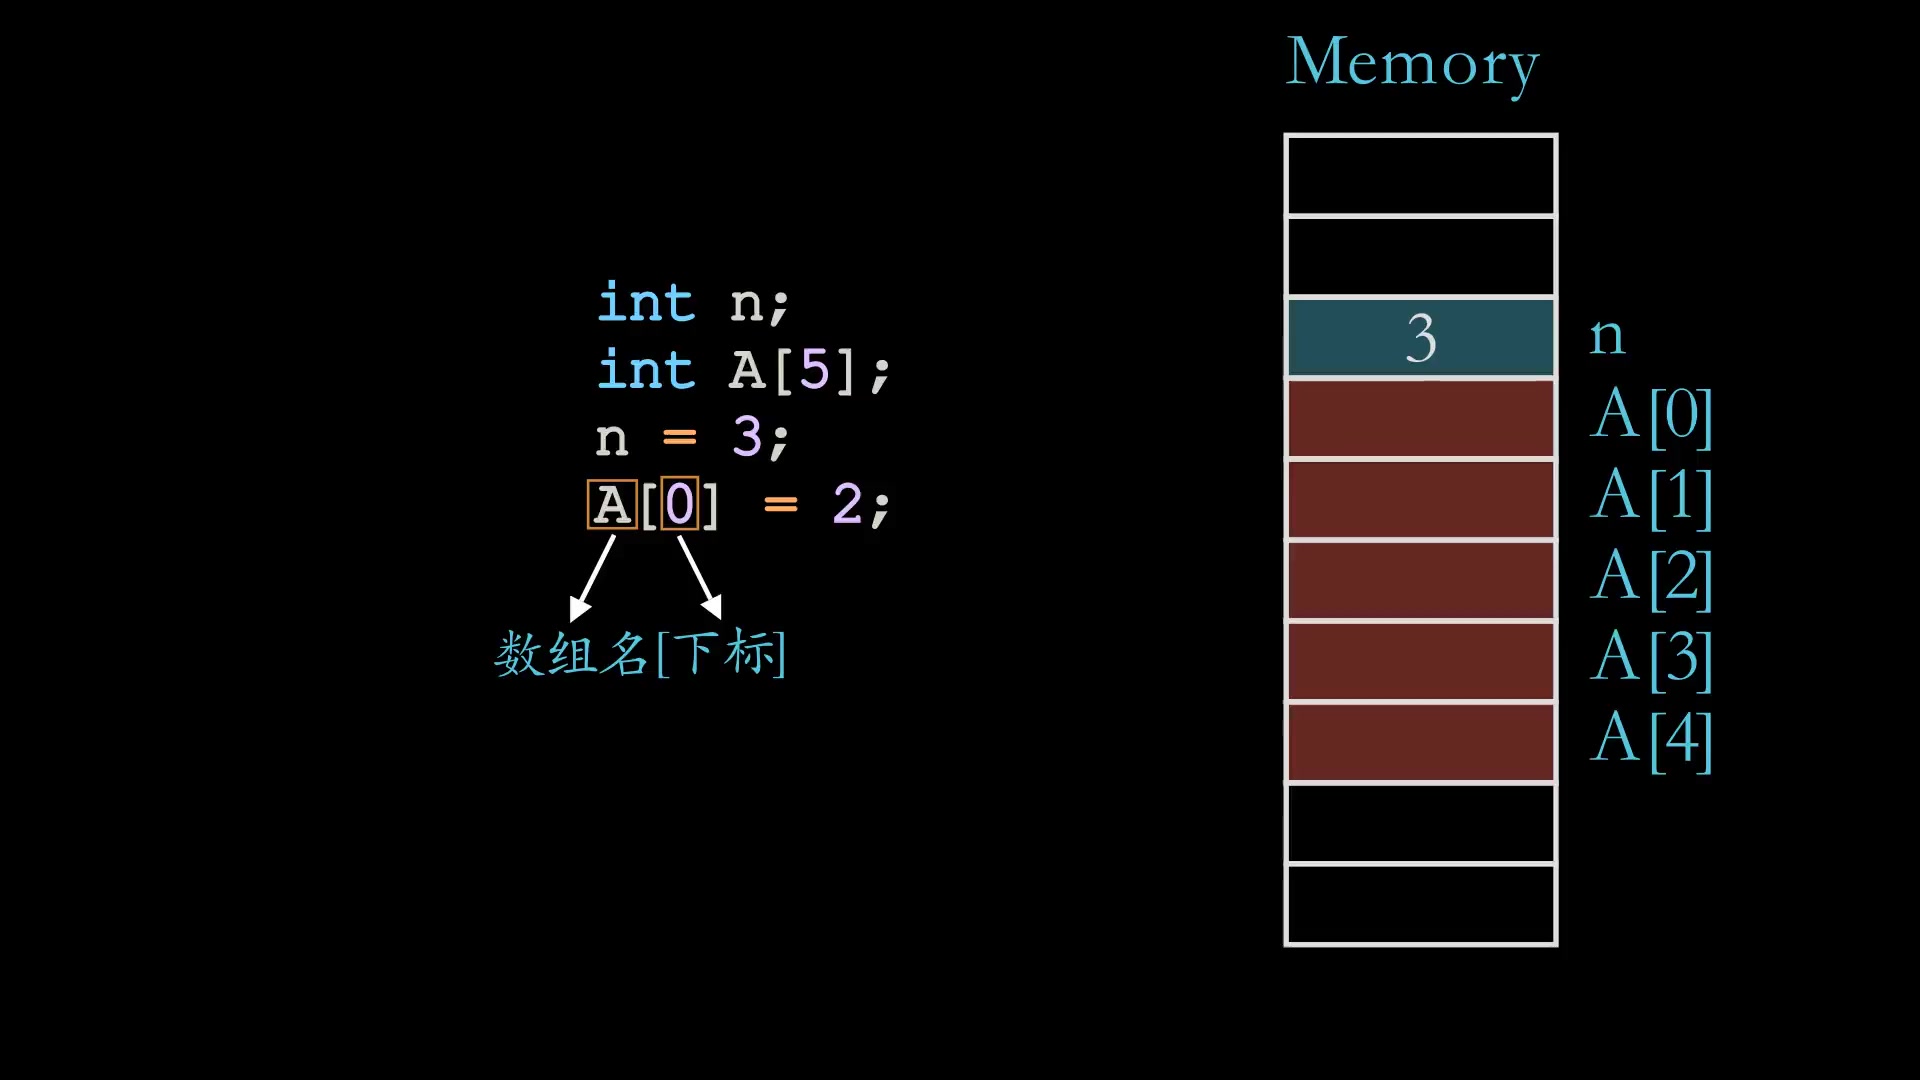 Memory
int n;
int A[5];
n = 3;
A[0] = 2;
数组名[下标]
3
n
A[0]
A[1]
A[2]
A[3]
A[4]